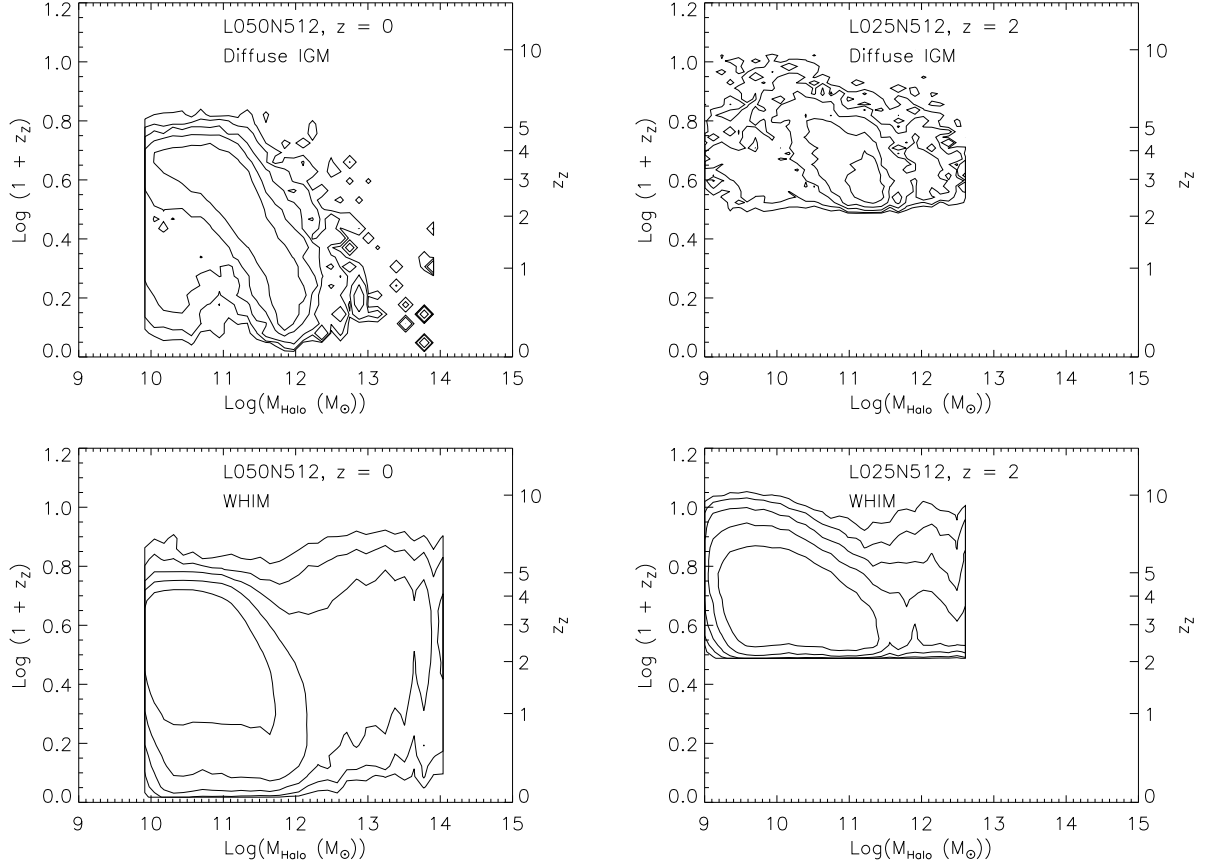 L050N512, z = 0
Diffuse IGM
1.2
1.0
0.8
0.6
0.4
0.2
0.0
Log (1 + z_Z)
10
5
4
3
2
1
0
z_Z
9 10 11 12 13 14 15
Log(M_Halo (M_⊙))
L025N512, z = 2
Diffuse IGM
1.2
1.0
0.8
0.6
0.4
0.2
0.0
Log (1 + z_Z)
10
5
4
3
2
1
0
z_Z
9 10 11 12 13 14 15
Log(M_Halo (M_⊙))
L050N512, z = 0
WHIM
1.2
1.0
0.8
0.6
0.4
0.2
0.0
Log (1 + z_Z)
10
5
4
3
2
1
0
z_Z
9 10 11 12 13 14 15
Log(M_Halo (M_⊙))
L025N512, z = 2
WHIM
1.2
1.0
0.8
0.6
0.4
0.2
0.0
Log (1 + z_Z)
10
5
4
3
2
1
0
z_Z
9 10 11 12 13 14 15
Log(M_Halo (M_⊙))